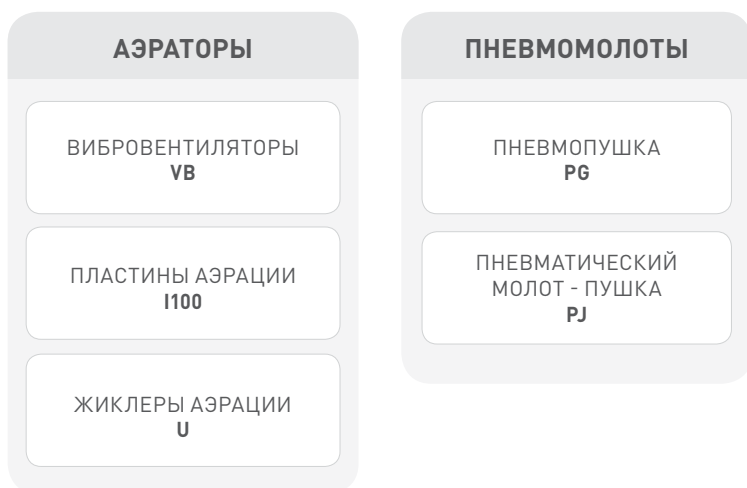 АЭРАТОРЫ
ВИБРОВЕНТИЛЯТОРЫ
VB
ПЛАСТИНЫ АЭРАЦИИ
I100
ЖИКЛЕРЫ АЭРАЦИИ
U
ПНЕВМОМОЛОТЫ
ПНЕВМОПУШКА
PG
ПНЕВМАТИЧЕСКИЙ
МОЛОТ - ПУШКА
PJ